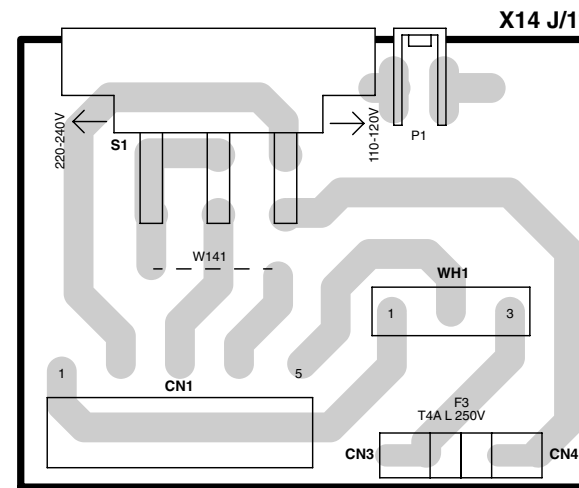 X14 J/1
220-240V
S1
110-120V
P1
W141
WH1
1
3
1
5
CN1
F3
T4A L 250V
CN3
CN4